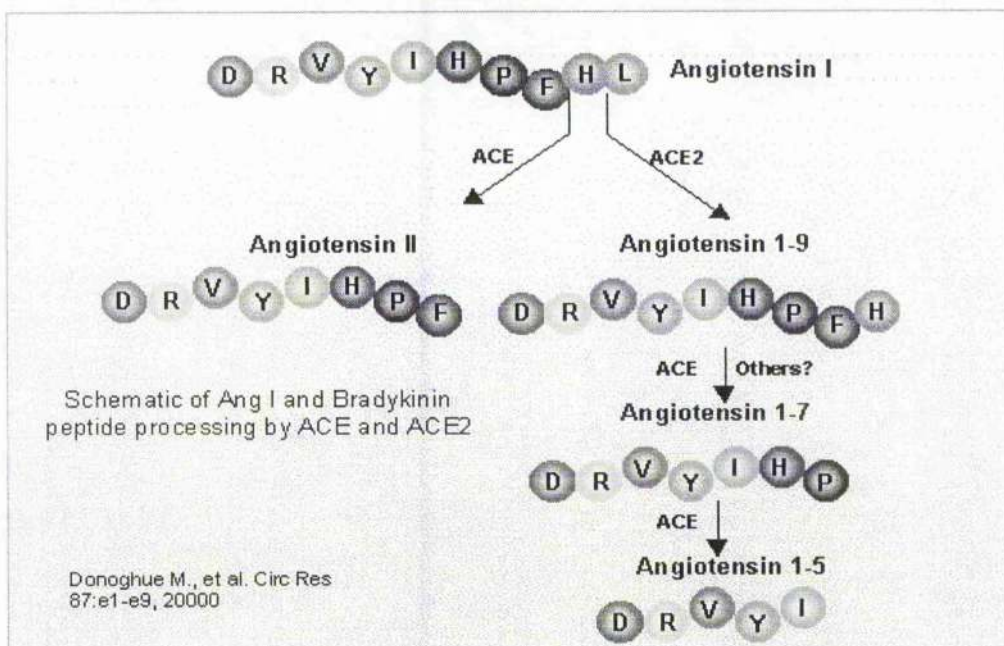 D R V Y I H P F H L Angiotensin I
ACE ACE2
Angiotensin II Angiotensin 1-9
D R V Y I H P F D R V Y I H P F H
ACE Others?
Schematic of Ang I and Bradykinin
peptide processing by ACE and ACE2
Angiotensin 1-7
D R V Y I H P
ACE
Angiotensin 1-5
D R V Y I
Donoghue M., et al. Circ Res
87:e1-e9, 20000